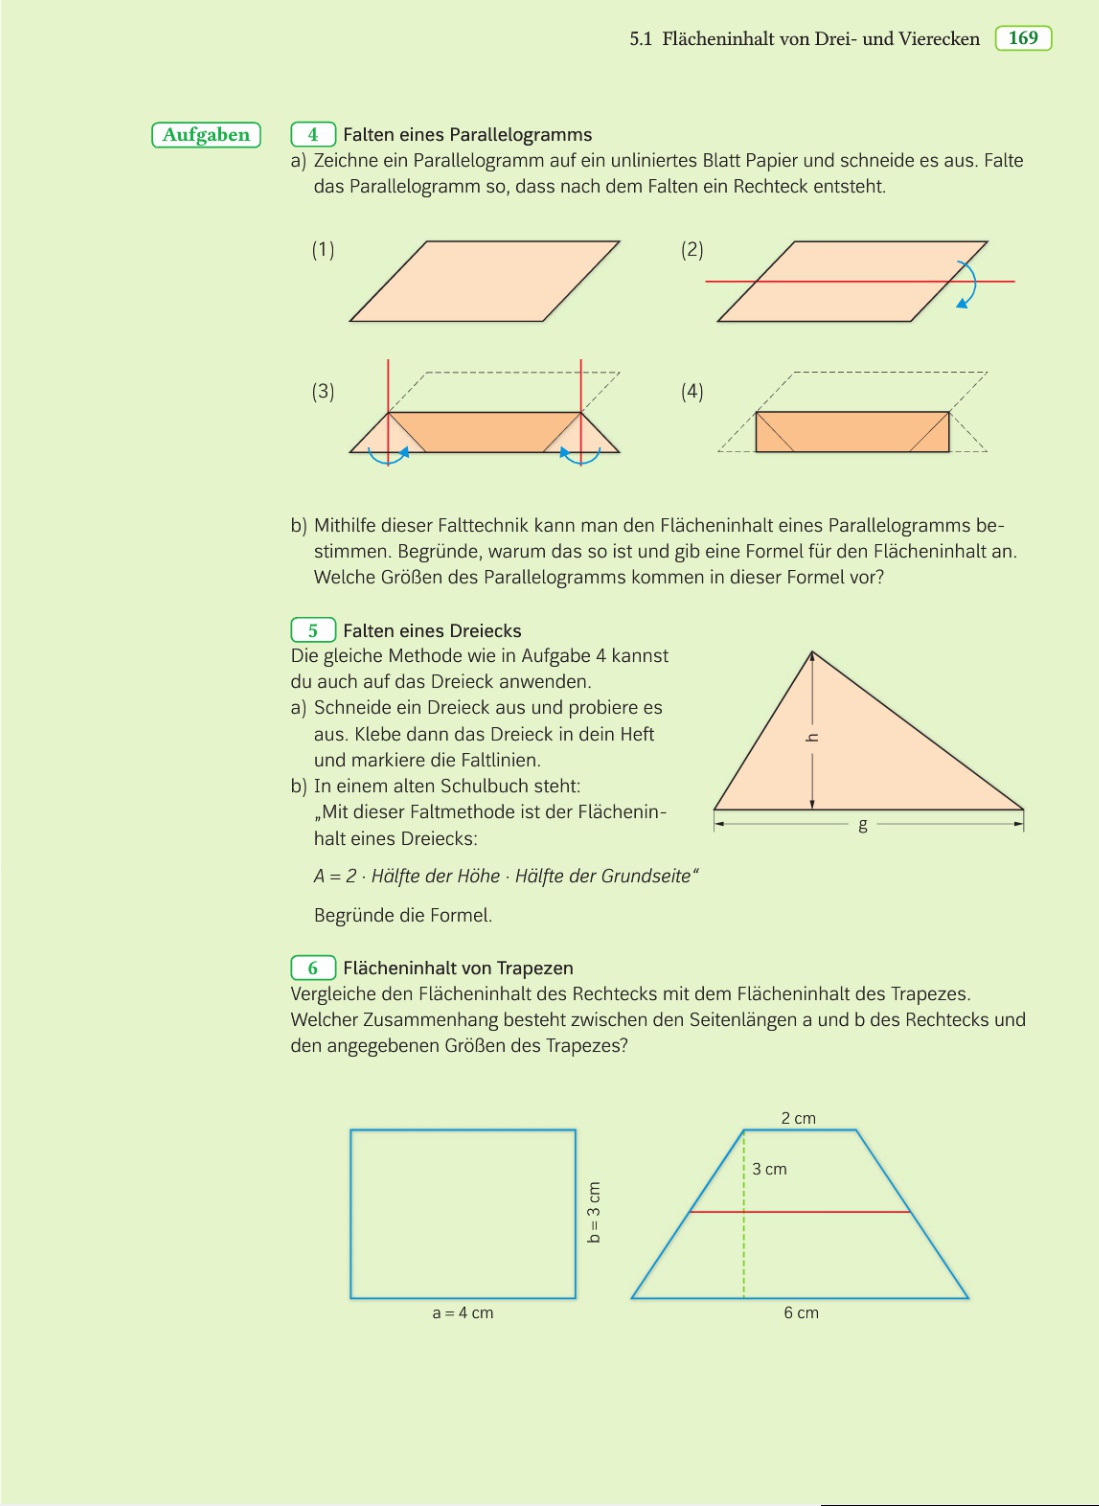 5.1 Flächeninhalt von Drei- und Vierecken 169
Aufgaben
4 Falten eines Parallelogramms
a) Zeichne ein Parallelogramm auf ein unliniertes Blatt Papier und schneide es aus. Falte
das Parallelogramm so, dass nach dem Falten ein Rechteck entsteht.
(1)
(2)
(3)
(4)
b) Mithilfe dieser Falttechnik kann man den Flächeninhalt eines Parallelogramms be-
stimmen. Begründe, warum das so ist und gib eine Formel für den Flächeninhalt an.
Welche Größen des Parallelogramms kommen in dieser Formel vor?
5 Falten eines Dreiecks
Die gleiche Methode wie in Aufgabe 4 kannst
du auch auf das Dreieck anwenden.
a) Schneide ein Dreieck aus und probiere es
aus. Klebe dann das Dreieck in dein Heft
und markiere die Faltlinien.
b) In einem alten Schulbuch steht:
„Mit dieser Faltmethode ist der Flächenin-
halt eines Dreiecks:
A = 2 · Hälfte der Höhe · Hälfte der Grundseite“
Begründe die Formel.
h
g
6 Flächeninhalt von Trapezen
Vergleiche den Flächeninhalt des Rechtecks mit dem Flächeninhalt des Trapezes.
Welcher Zusammenhang besteht zwischen den Seitenlängen a und b des Rechtecks und
den angegebenen Größen des Trapezes?
b = 3 cm
a = 4 cm
2 cm
3 cm
6 cm